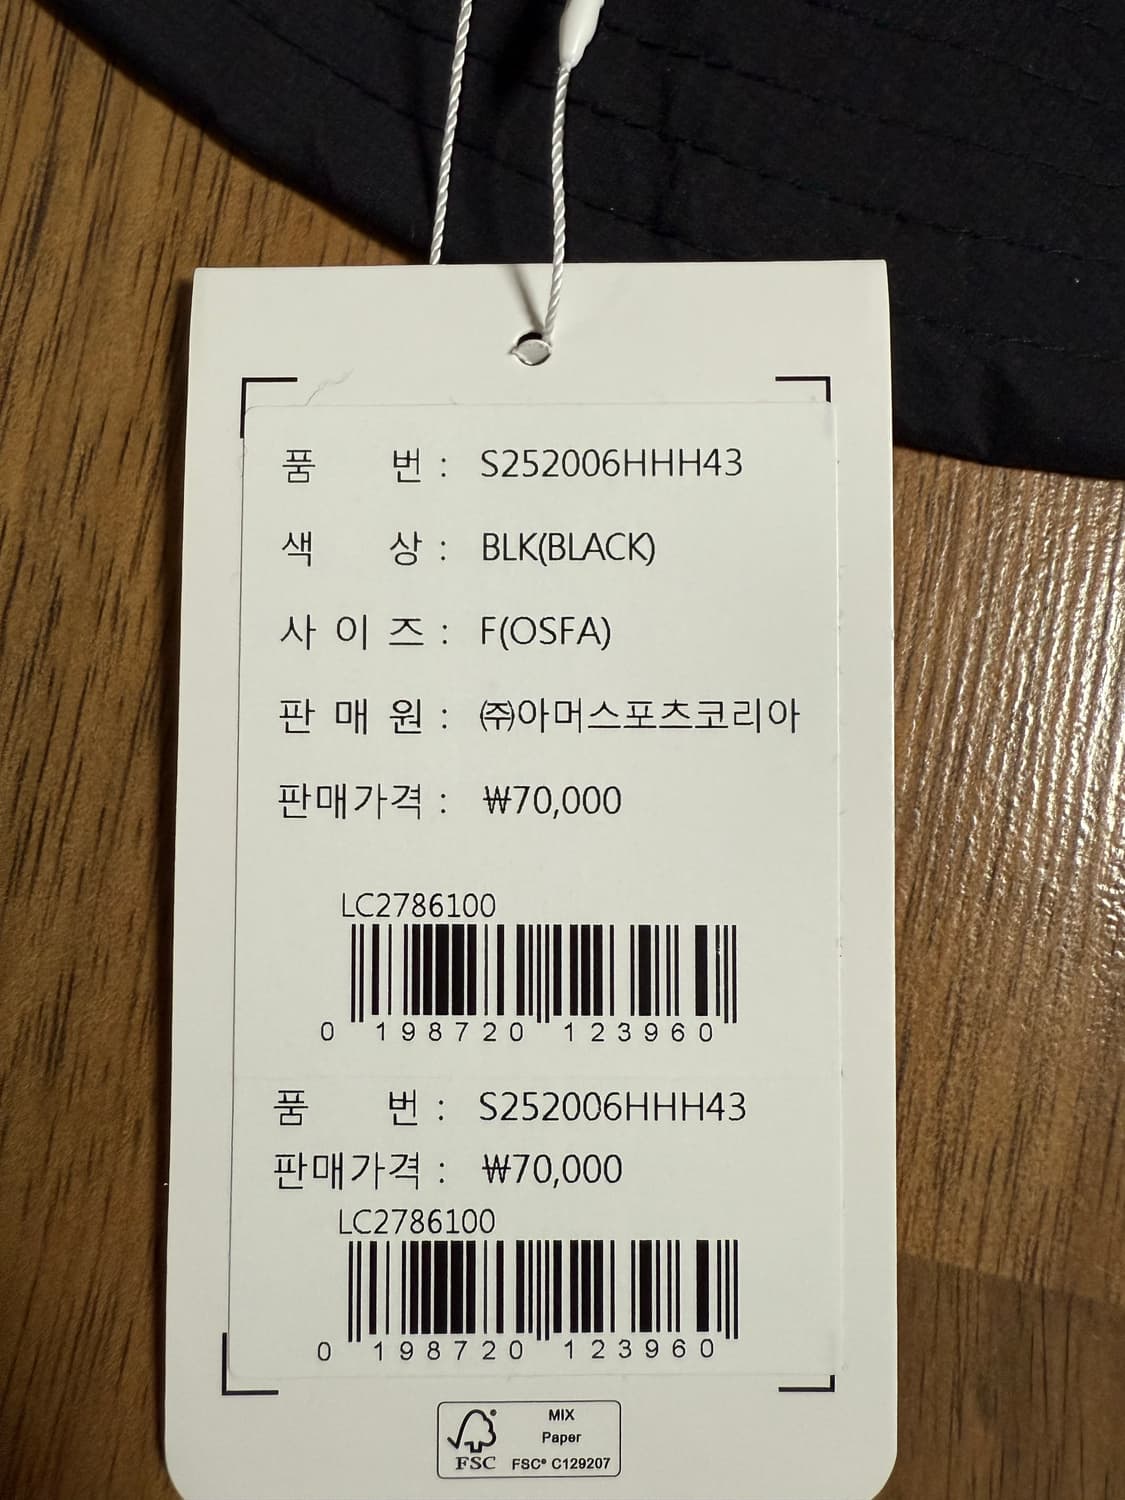 품 번 : S252006HHH43
색 상 : BLK(BLACK)
사 이 즈 : F(OSFA)
판 매 원 : ㈜아머스포츠코리아
판매가격 : ₩70,000
LC2786100
0 198720 123960
품 번 : S252006HHH43
판매가격 : ₩70,000
LC2786100
0 198720 123960
MIX
Paper
FSC® C129207
FSC